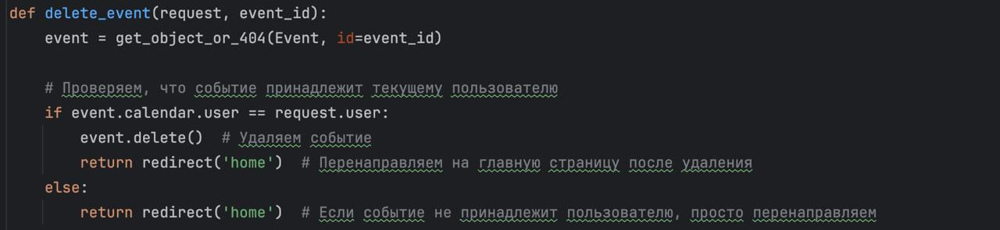 def delete_event(request, event_id):
    event = get_object_or_404(Event, id=event_id)

    # Проверяем, что событие принадлежит текущему пользователю
    if event.calendar.user == request.user:
        event.delete()  # Удаляем событие
        return redirect('home')  # Перенаправляем на главную страницу после удаления
    else:
        return redirect('home')  # Если событие не принадлежит пользователю, просто перенаправляем